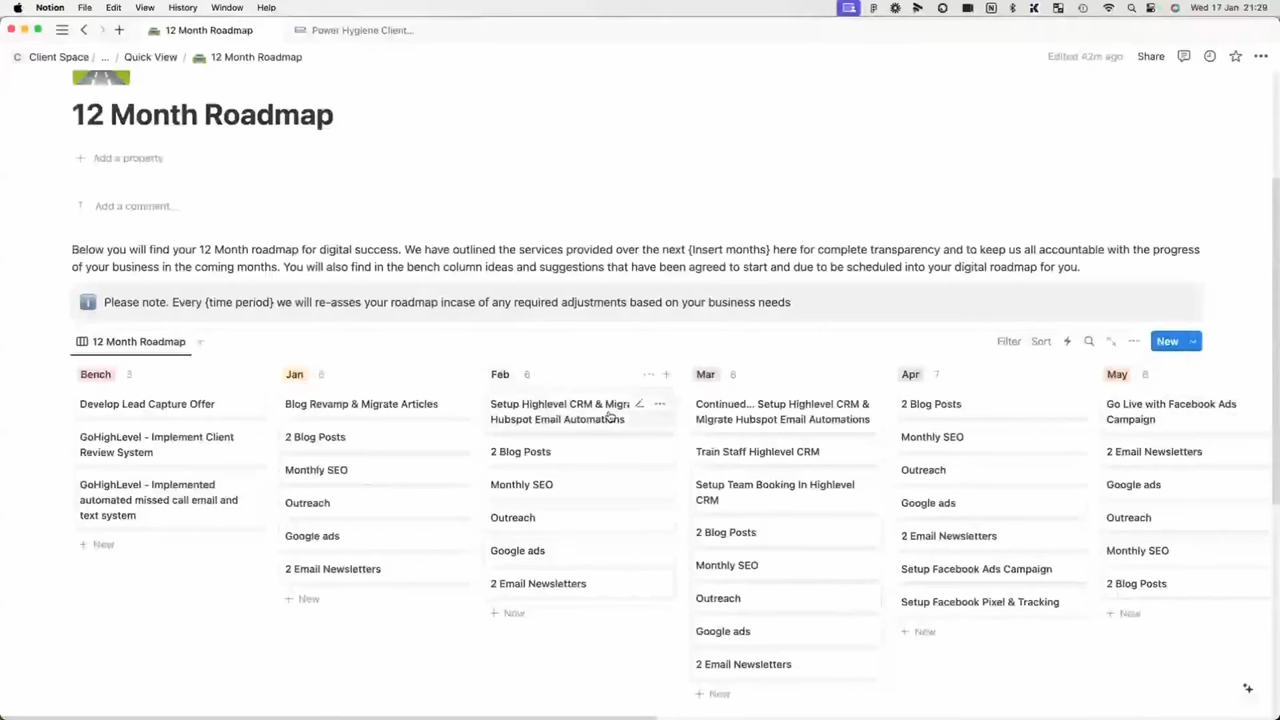 Notion File Edit View History Window Help Wed 17 Jan 21:29
12 Month Roadmap Power Hygiene Client...
C Client Space / ... / Quick View / 12 Month Roadmap Edited 42m ago Share
12 Month Roadmap
Add a property
Add a comment...
Below you will find your 12 Month roadmap for digital success. We have outlined the services provided over the next {Insert months} here for complete transparency and to keep us all accountable with the progress
of your business in the coming months. You will also find in the bench column ideas and suggestions that have been agreed to start and due to be scheduled into your digital roadmap for you.
Please note. Every {time period} we will re-asses your roadmap incase of any required adjustments based on your business needs
12 Month Roadmap Filter Sort New
Bench 3
Develop Lead Capture Offer
GoHighLevel - Implement Client
Review System
GoHighLevel - Implemented
automated missed call email and
text system
+ New
Jan 6
Blog Revamp & Migrate Articles
2 Blog Posts
Monthly SEO
Outreach
Google ads
2 Email Newsletters
+ New
Feb 6
Setup Highlevel CRM & Migra
Hubspot Email Automations
2 Blog Posts
Monthly SEO
Outreach
Google ads
2 Email Newsletters
+ New
Mar 8
Continued... Setup Highlevel CRM &
Migrate Hubspot Email Automations
Train Staff Highlevel CRM
Setup Team Booking In Highlevel
CRM
2 Blog Posts
Monthly SEO
Outreach
Google ads
2 Email Newsletters
+ New
Apr 7
2 Blog Posts
Monthly SEO
Outreach
Google ads
2 Email Newsletters
Setup Facebook Ads Campaign
Setup Facebook Pixel & Tracking
+ New
May 6
Go Live with Facebook Ads
Campaign
2 Email Newsletters
Google ads
Outreach
Monthly SEO
2 Blog Posts
+ New